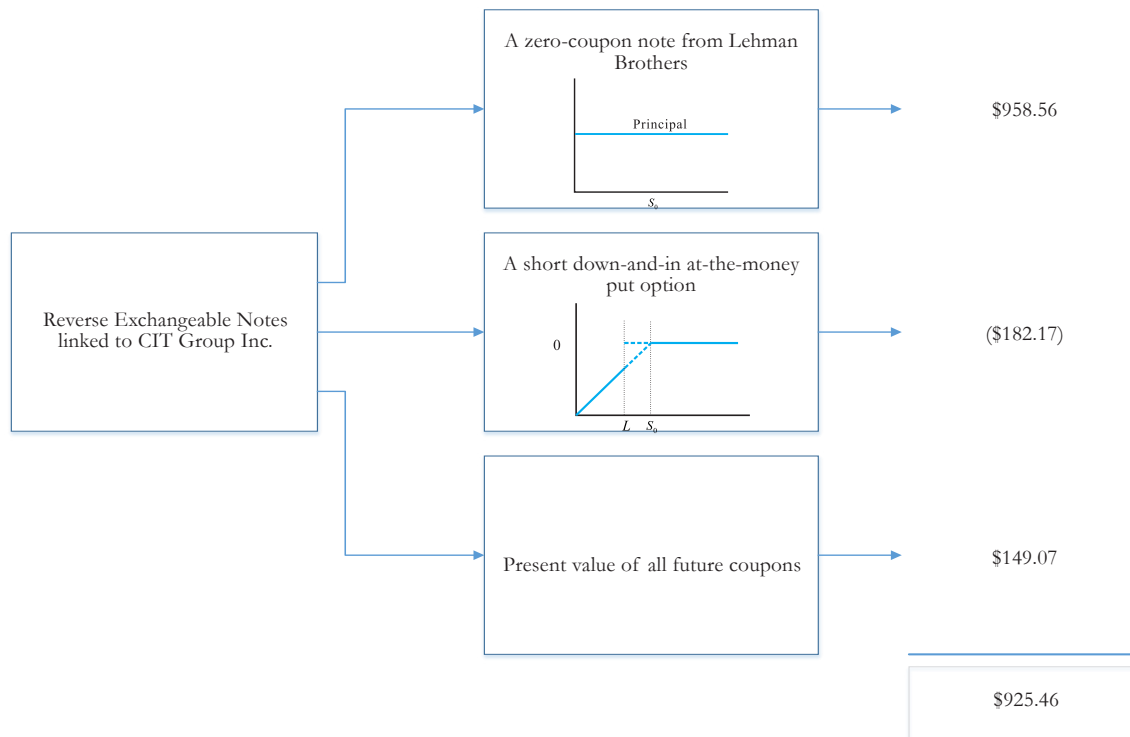 A zero-coupon note from Lehman
Brothers
Principal
S₀
$958.56
Reverse Exchangeable Notes
linked to CIT Group Inc.
A short down-and-in at-the-money
put option
0
L S₀
($182.17)
Present value of all future coupons
$149.07
$925.46